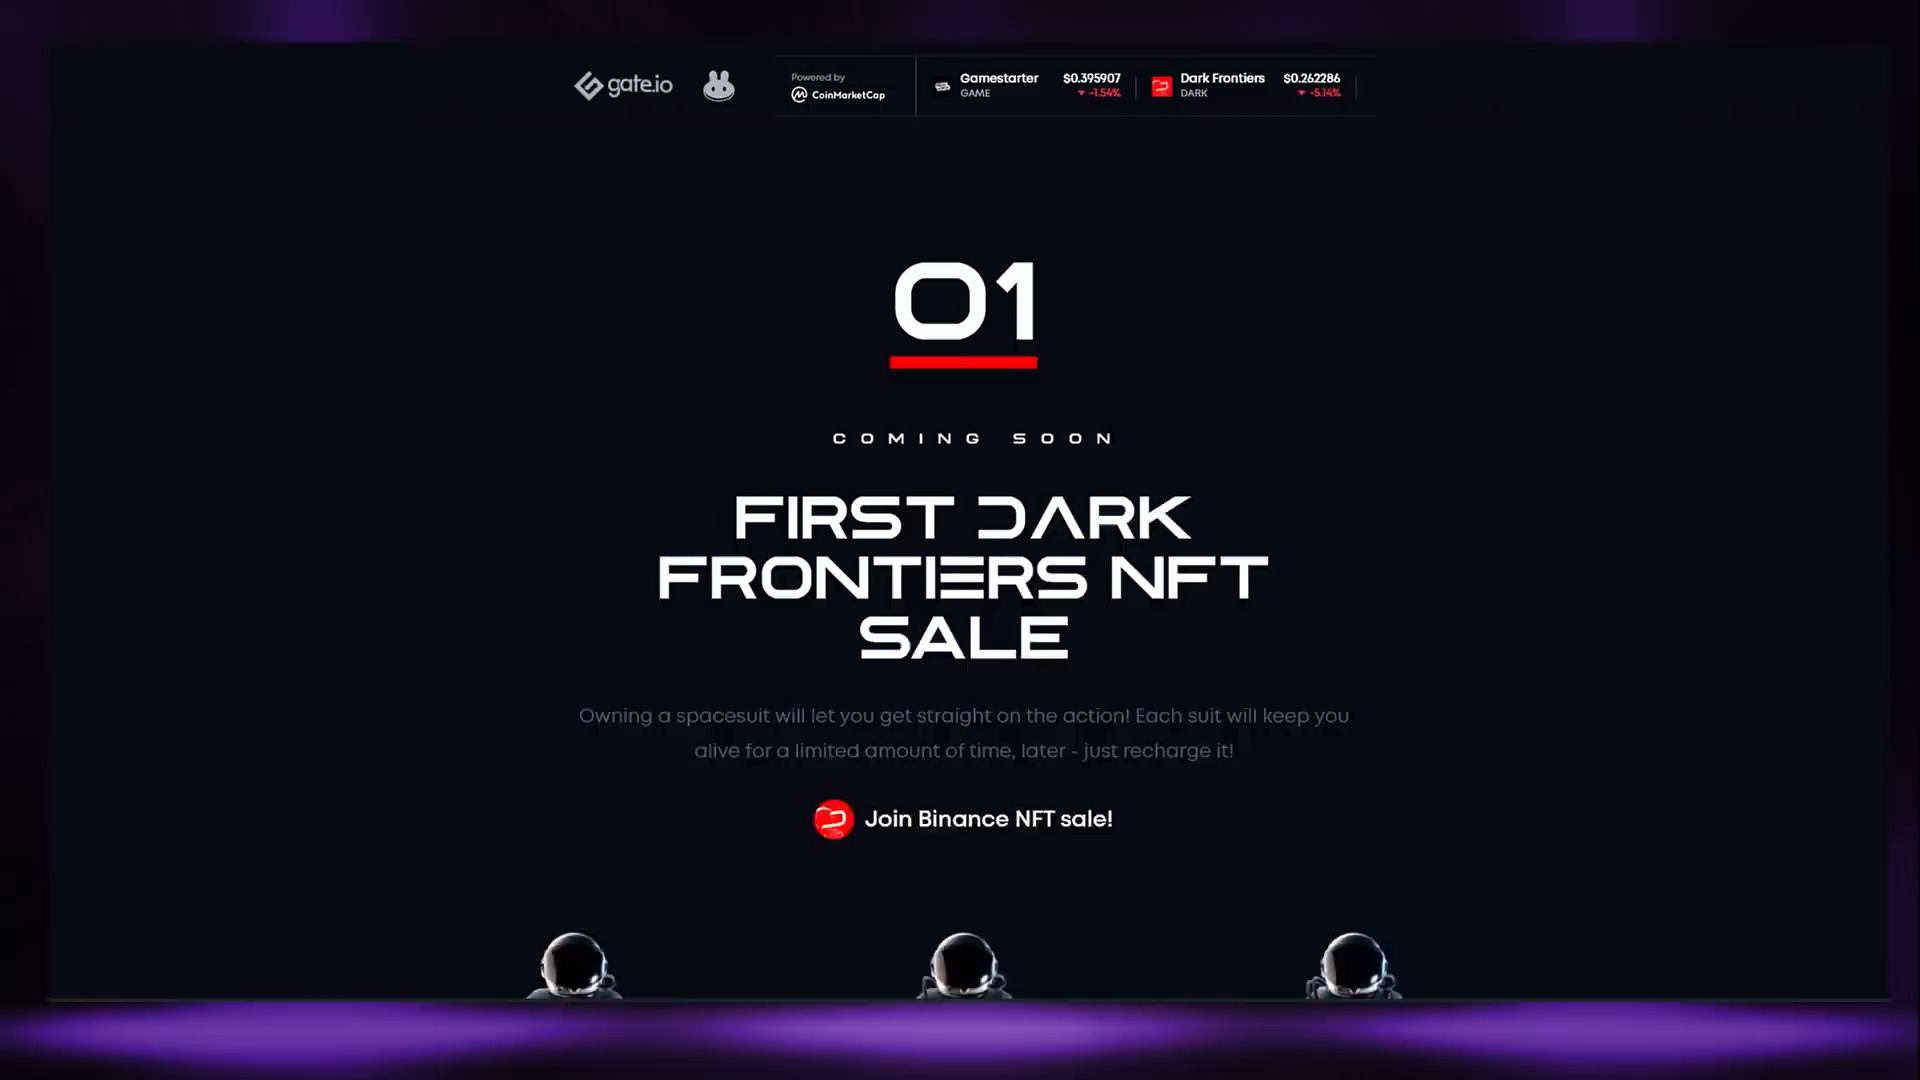 gate.io
Powered by
CoinMarketCap
Gamestarter $0.395907
GAME -1.54%
Dark Frontiers $0.262286
DARK -5.14%
01
COMING SOON
FIRST DARK
FRONTIERS NFT
SALE
Owning a spacesuit will let you get straight on the action! Each suit will keep you
alive for a limited amount of time, later - just recharge it!
Join Binance NFT sale!